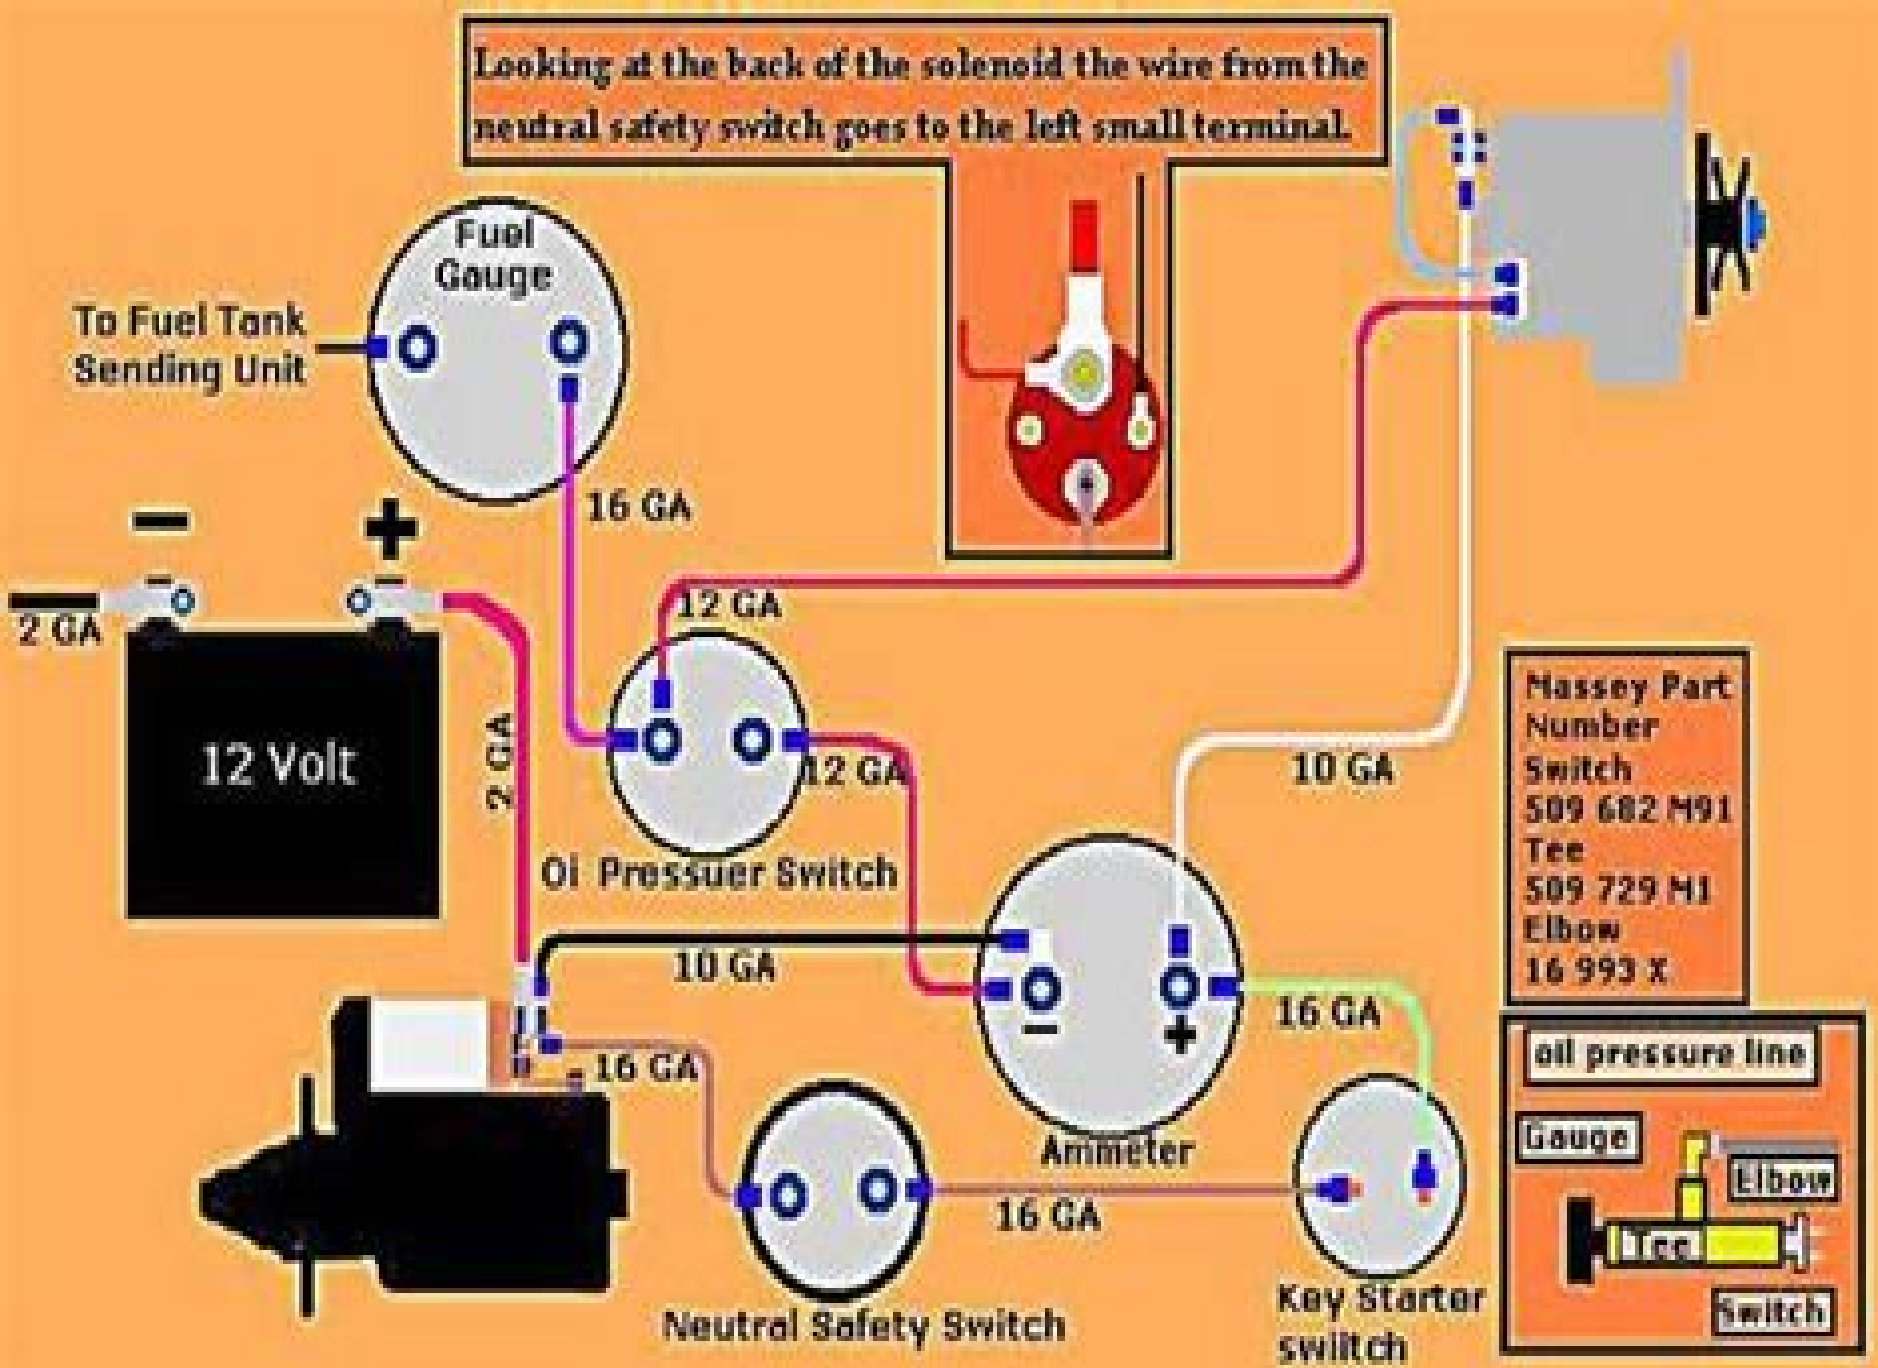 Looking at the back of the solenoid the wire from the
neutral safety switch goes to the left small terminal.
Fuel
Gauge
To Fuel Tank
Sending Unit
16 GA
−
+
2 GA
12 Volt
2 GA
12 GA
12 GA
Oi Pressuer Switch
10 GA
10 GA
Massey Part
Number
Switch
509 682 M91
Tee
509 729 M1
Elbow
16 993 X
−
+
16 GA
16 GA
Ammeter
16 GA
Neutral Safety Switch
Key Starter
swiitch
oil pressure line
Gauge
Elbow
Tee
Switch